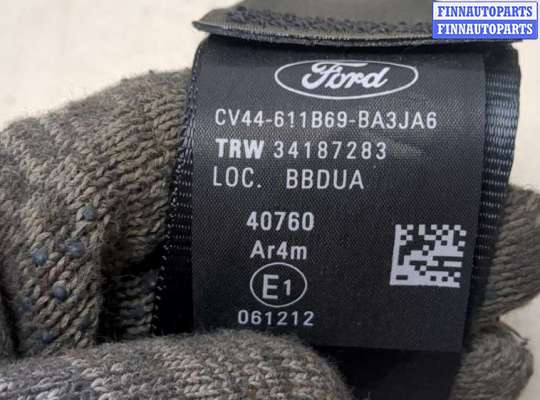 FINNAUTOPARTS
FINNAUTOPARTS
Ford
CV44-611B69-BA3JA6
TRW 34187283
LOC. BBDUA
40760
Ar4m
E1
061212